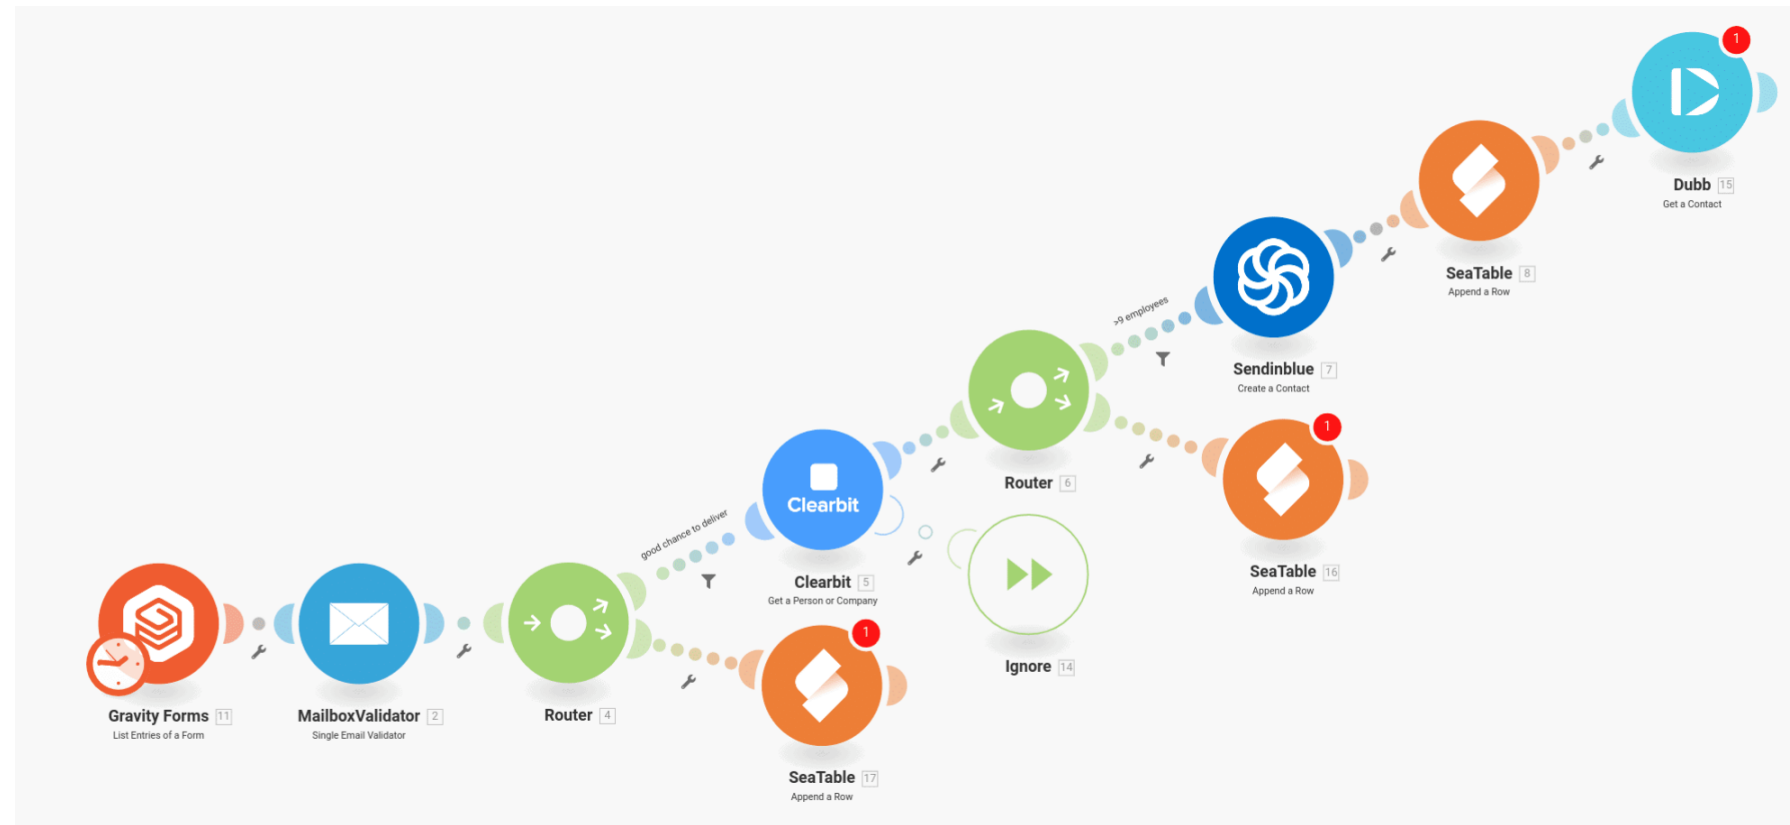 1
Dubb 15
Get a Contact
SeaTable 8
Append a Row
>9 employees
Sendinblue 7
Create a Contact
1
Router 6
SeaTable 16
Append a Row
good chance to deliver
Clearbit
Clearbit 5
Get a Person or Company
Ignore 14
1
Gravity Forms 11
List Entries of a Form
MailboxValidator 2
Single Email Validator
Router 4
SeaTable 17
Append a Row